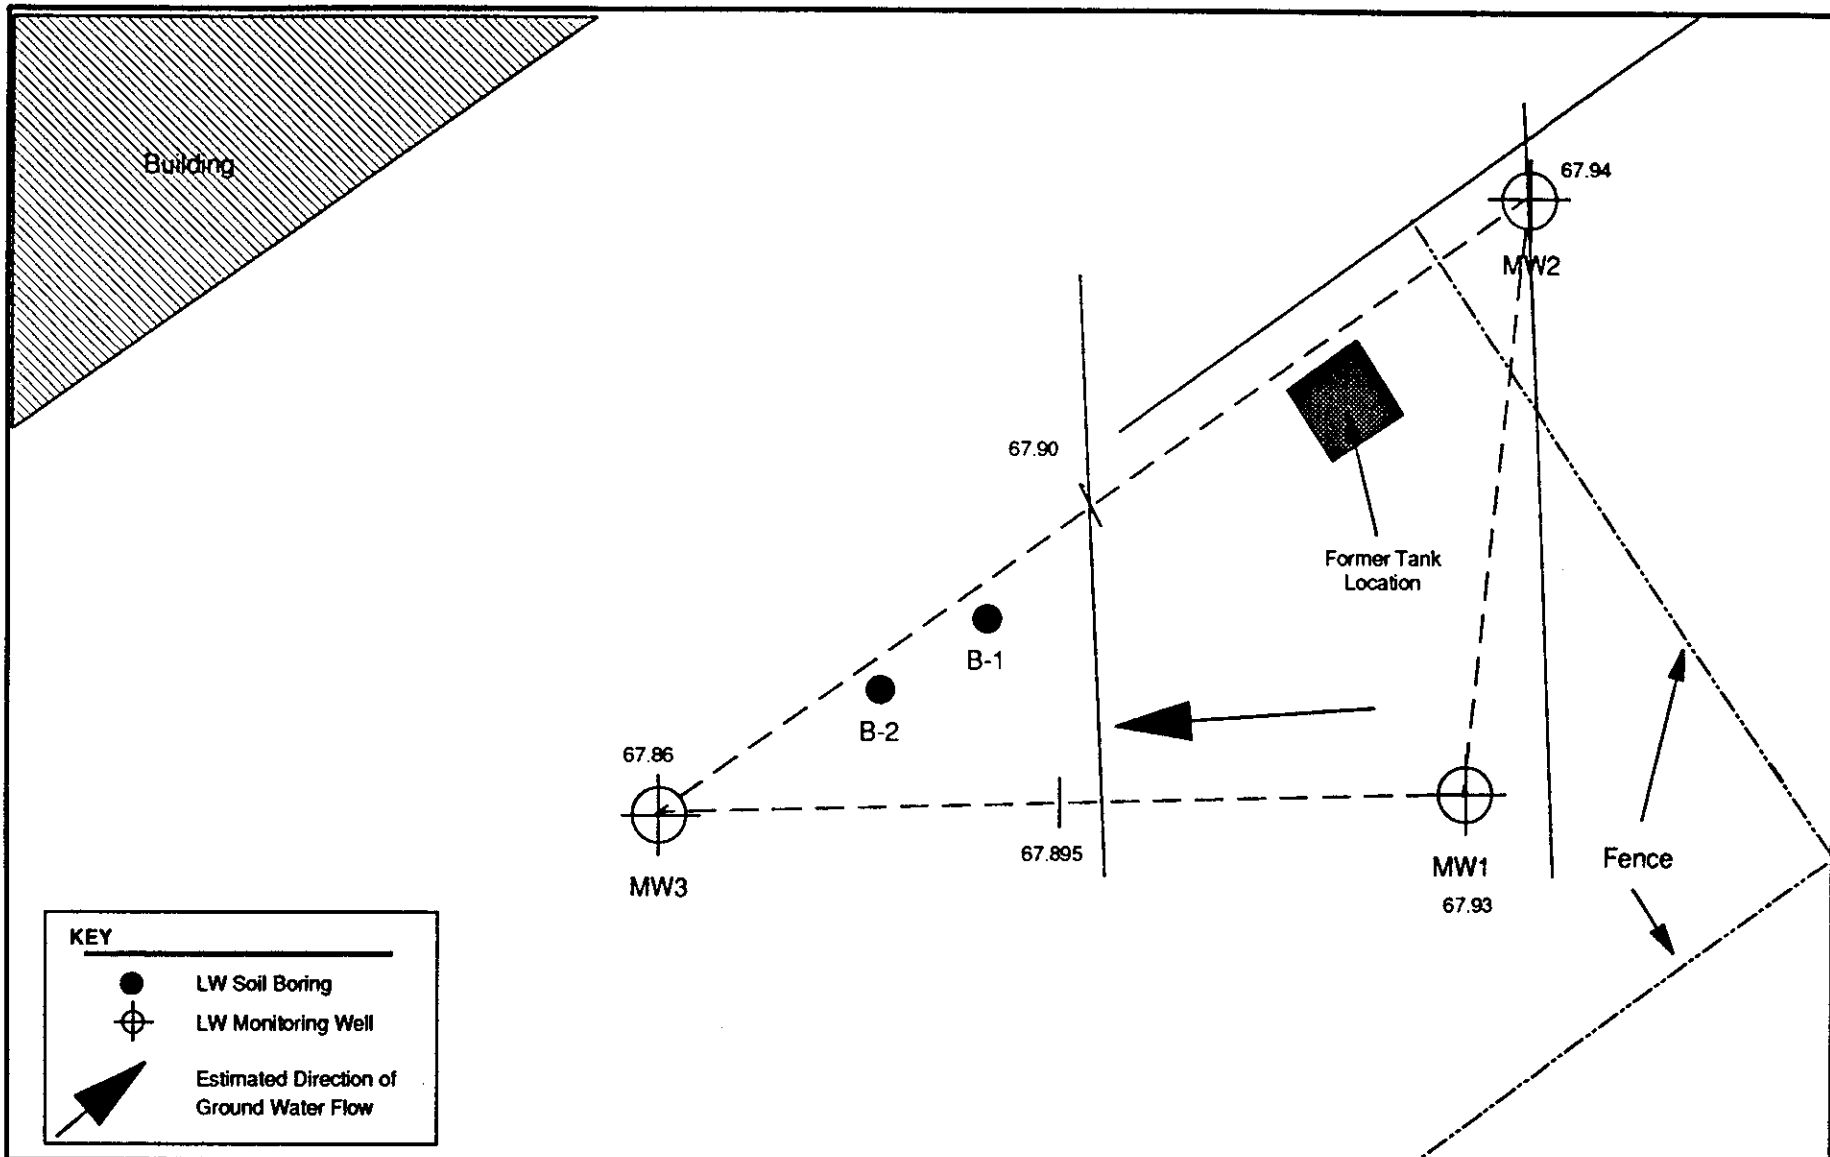 Building
67.94
MW2
67.90
Former Tank
Location
B-1
B-2
67.86
67.895
MW3
MW1
67.93
Fence
KEY
LW Soil Boring
LW Monitoring Well
Estimated Direction of
Ground Water Flow